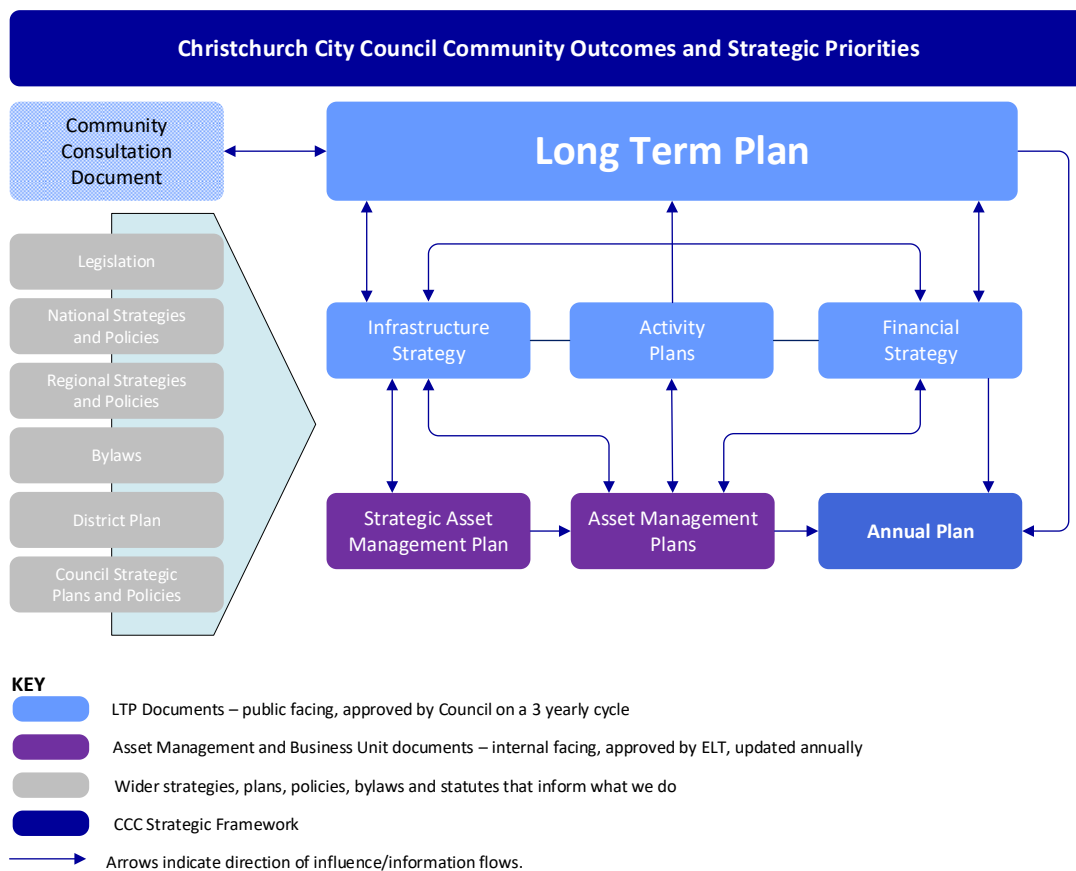 Christchurch City Council Community Outcomes and Strategic Priorities
Community
Consultation
Document
Long Term Plan
Legislation
National Strategies
and Policies
Regional Strategies
and Policies
Bylaws
District Plan
Council Strategic
Plans and Policies
Infrastructure
Strategy
Activity
Plans
Financial
Strategy
Strategic Asset
Management Plan
Asset Management
Plans
Annual Plan
KEY
LTP Documents – public facing, approved by Council on a 3 yearly cycle
Asset Management and Business Unit documents – internal facing, approved by ELT, updated annually
Wider strategies, plans, policies, bylaws and statutes that inform what we do
CCC Strategic Framework
Arrows indicate direction of influence/information flows.